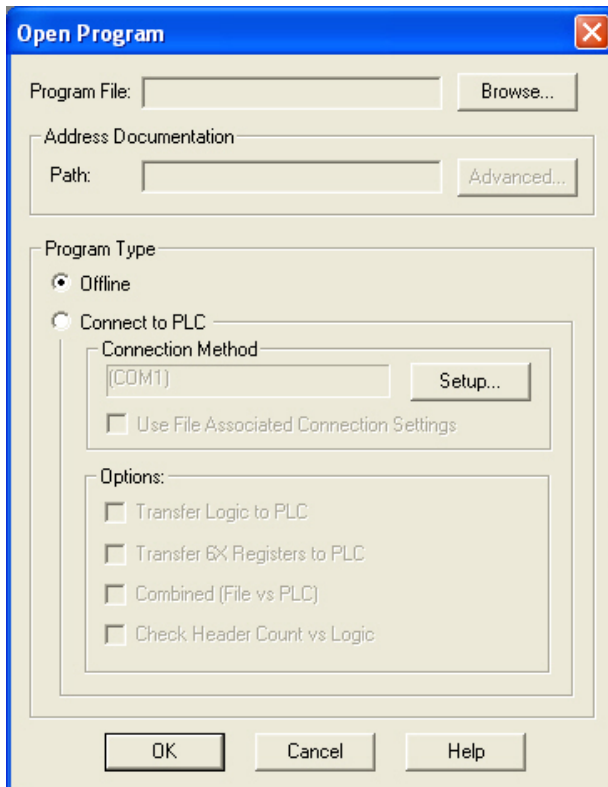 Open Program
Program File:
Browse...
Address Documentation
Path:
Advanced...
Program Type
Offline
Connect to PLC
Connection Method
(COM1)
Setup...
Use File Associated Connection Settings
Options:
Transfer Logic to PLC
Transfer 6X Registers to PLC
Combined (File vs PLC)
Check Header Count vs Logic
OK
Cancel
Help